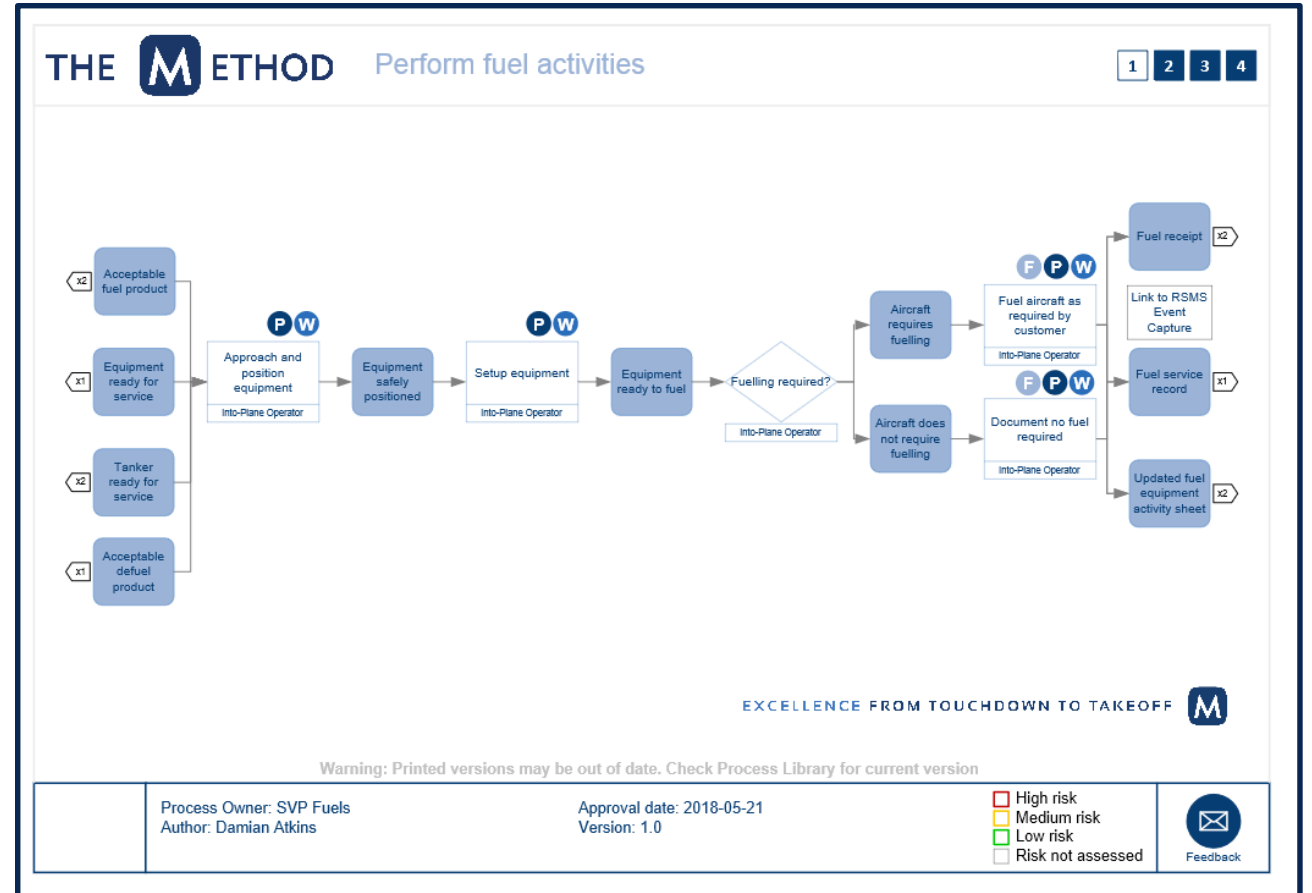 THE METHOD
Perform fuel activities
1 2 3 4
x2
Acceptable
fuel product
x1
Equipment
ready for
service
x2
Tanker
ready for
service
x1
Acceptable
defuel
product
P W
Approach and
position
equipment
Into-Plane Operator
Equipment
safely
positioned
P W
Setup equipment
Into-Plane Operator
Equipment
ready to fuel
Fuelling required?
Into-Plane Operator
Aircraft
requires
fuelling
Aircraft does
not require
fuelling
F P W
Fuel aircraft as
required by
customer
Into-Plane Operator
F P W
Document no fuel
required
Into-Plane Operator
Fuel receipt
x2
Link to RSMS
Event
Capture
Fuel service
record
x1
Updated fuel
equipment
activity sheet
x2
EXCELLENCE FROM TOUCHDOWN TO TAKEOFF M
Warning: Printed versions may be out of date. Check Process Library for current version
Process Owner: SVP Fuels
Author: Damian Atkins
Approval date: 2018-05-21
Version: 1.0
High risk
Medium risk
Low risk
Risk not assessed
Feedback